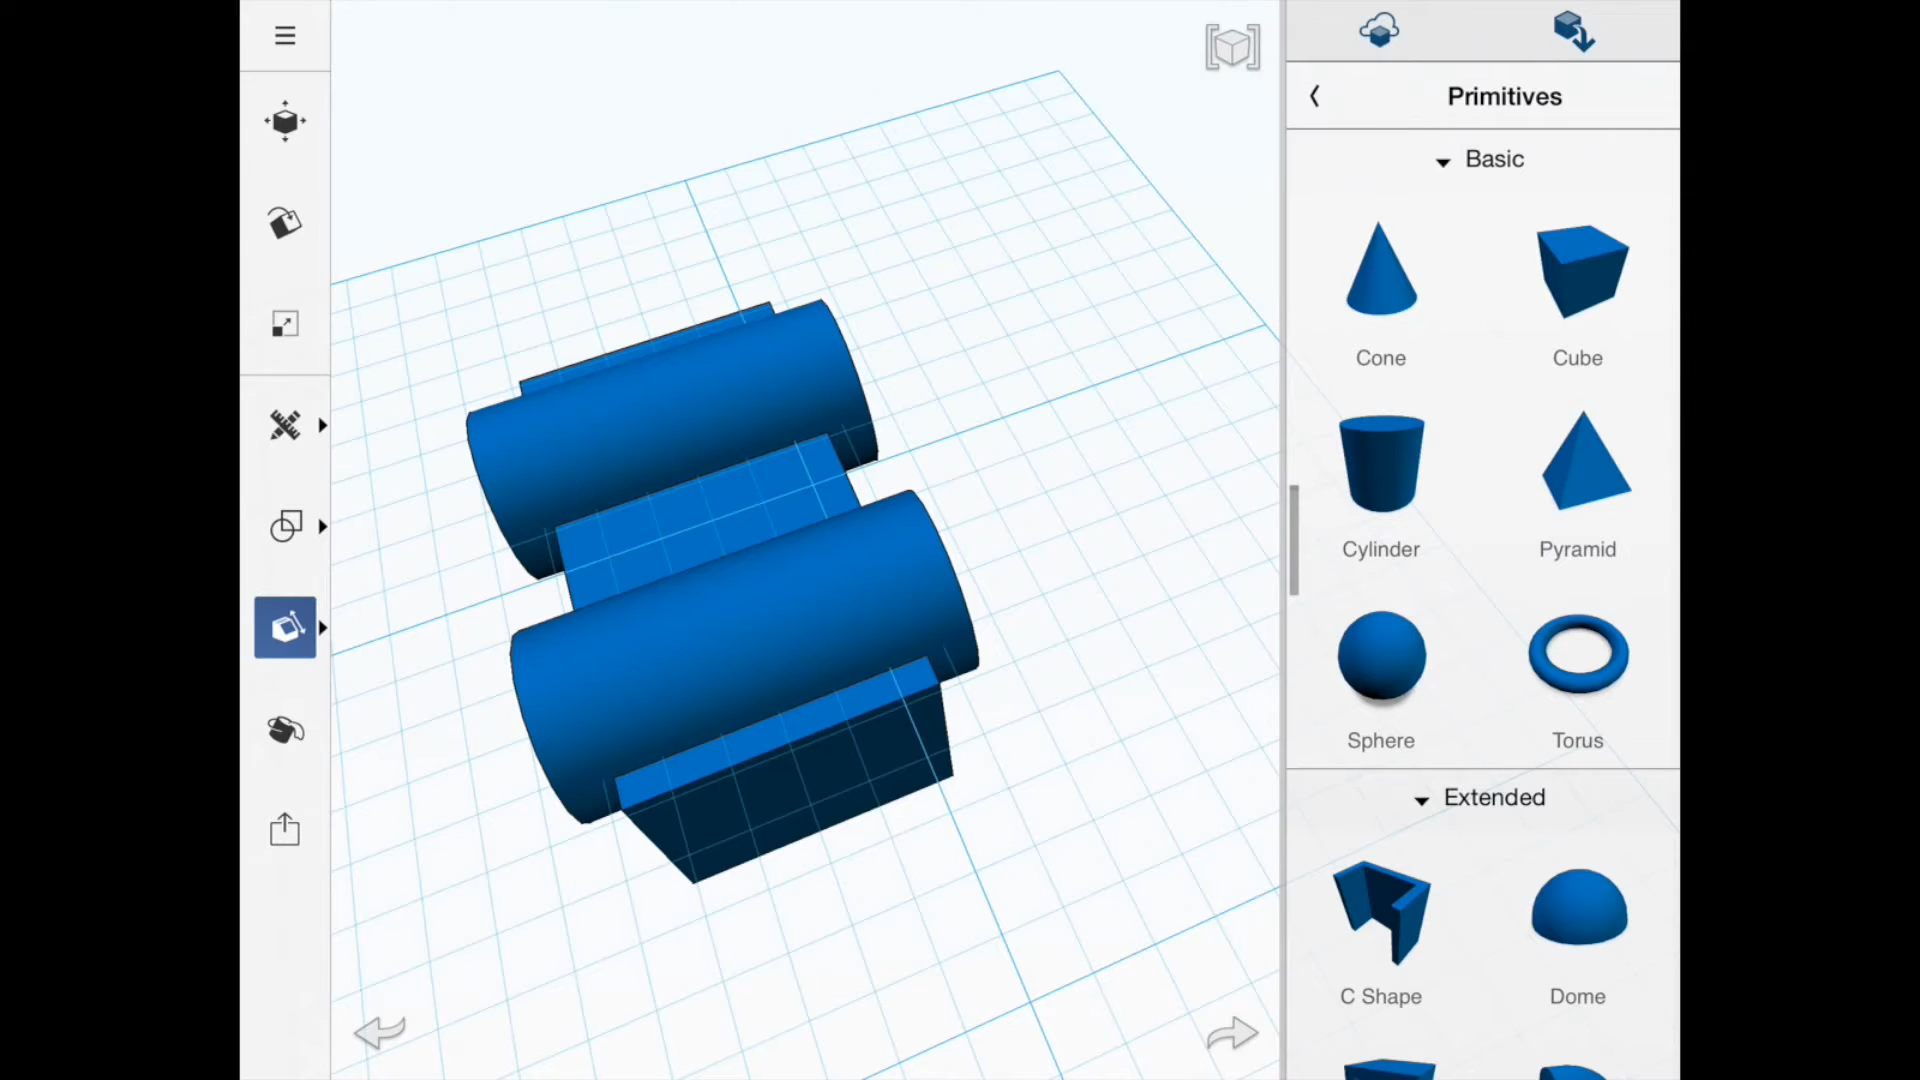 Primitives
Basic
Cone
Cube
Cylinder
Pyramid
Sphere
Torus
Extended
C Shape
Dome